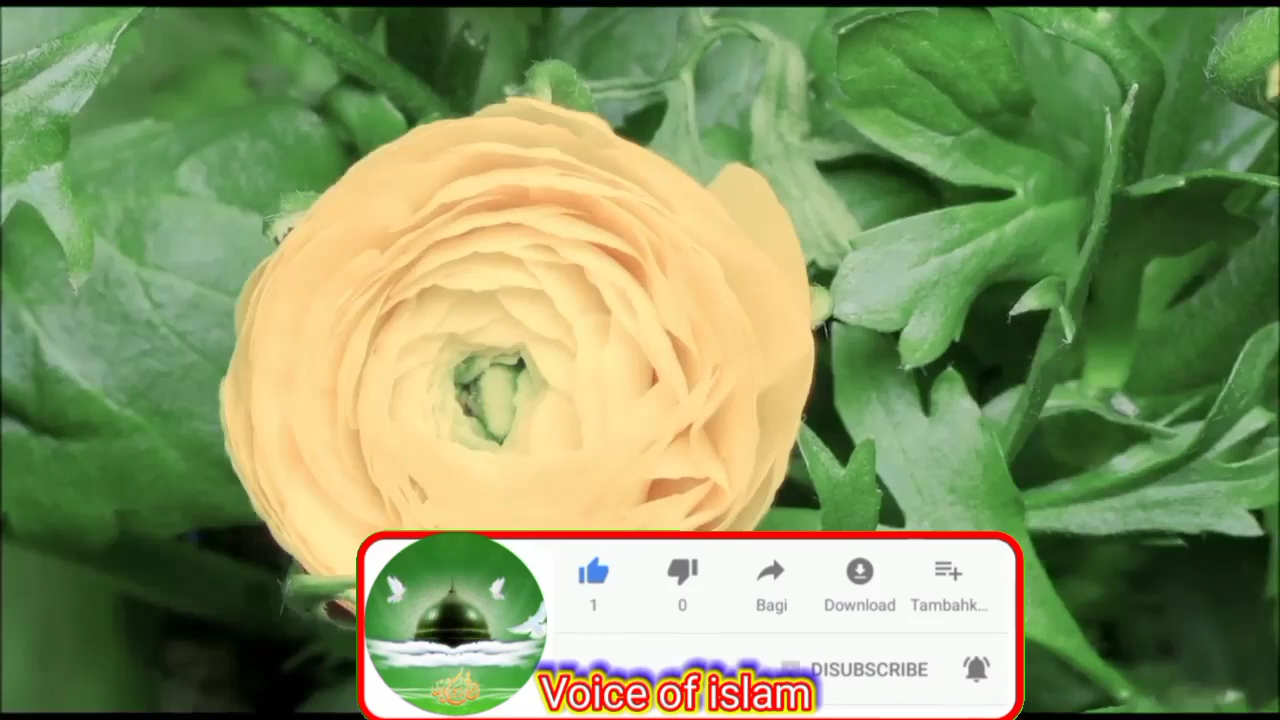 1
0
Bagi
Download
Tambahk...
DISUBSCRIBE
Voice of islam